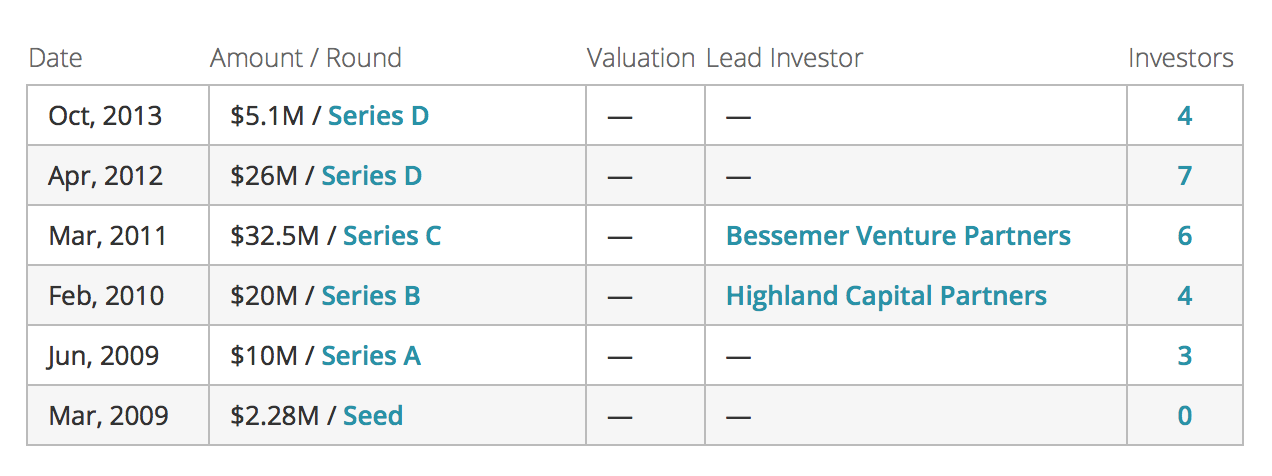 Date Amount / Round Valuation Lead Investor Investors
Oct, 2013 $5.1M / Series D — — 4
Apr, 2012 $26M / Series D — — 7
Mar, 2011 $32.5M / Series C — Bessemer Venture Partners 6
Feb, 2010 $20M / Series B — Highland Capital Partners 4
Jun, 2009 $10M / Series A — — 3
Mar, 2009 $2.28M / Seed — — 0